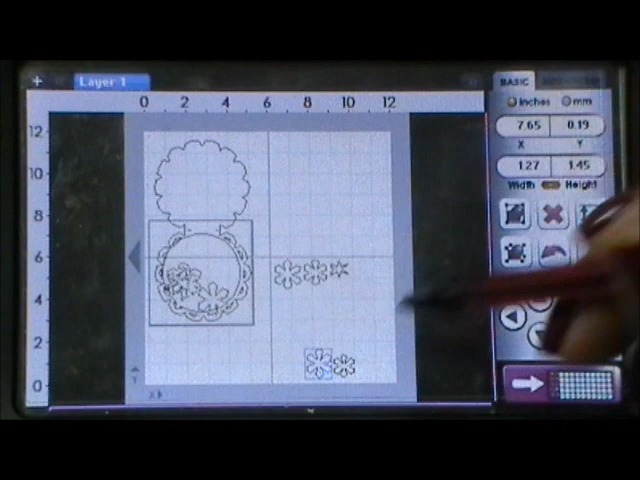 + Layer 1
BASIC
inches mm
0 2 4 6 8 10 12
7.65 0.19
X Y
1.27 1.45
Width Height
12
10
8
6
4
2
0
X